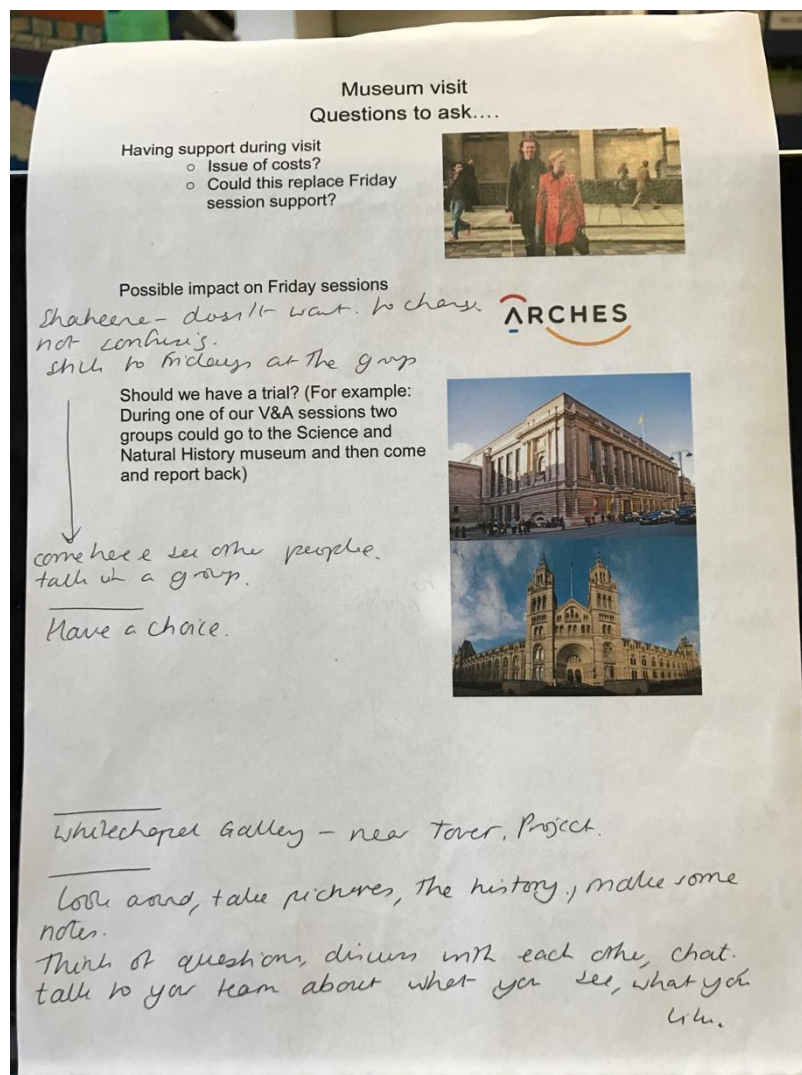 Museum visit
Questions to ask....
Having support during visit
o Issue of costs?
o Could this replace Friday
session support?
Possible impact on Friday sessions
Shaheene - doesn't want to change
not confusing.
stick to fridays at the group
ARCHES
Should we have a trial? (For example:
During one of our V&A sessions two
groups could go to the Science and
Natural History museum and then come
and report back)
come here & see other people.
talk in a group.
Have a choice.
Whitechapel Gallery - near Tower, Project.
Look around, take pictures, the history, make some
notes.
Think of questions, discuss with each other, chat.
talk to your team about what you see, what you
like.